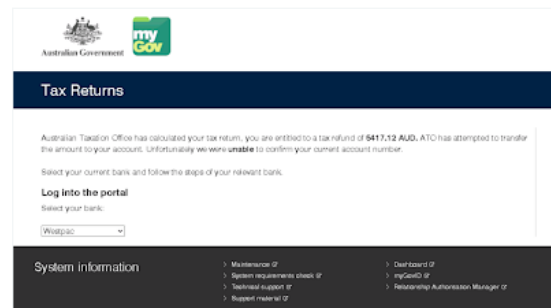 Australian Government
my
Gov
Tax Returns
Australian Taxation Office has calculated your tax return, you are entitled to a tax refund of 5417.12 AUD. ATO has attempted to transfer
the amount to your account. Unfortunately we were unable to confirm your current account number.
Select your current bank and follow the steps of your relevant bank.
Log into the portal
Select your bank:
Westpac
System information
> Maintenance
> System requirements check
> Technical support
> Support material
> Dashboard
> myGovID
> Relationship Authorisation Manager